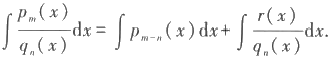 ∫ p_m(x)/q_n(x) dx = ∫ p_{m-n}(x)dx + ∫ r(x)/q_n(x) dx.